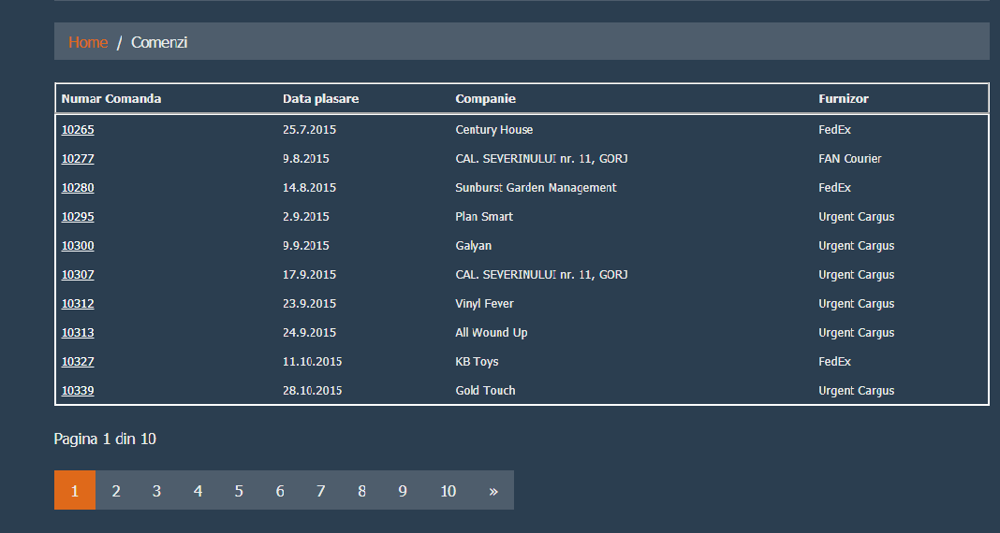 Home / Comenzi
Numar Comanda Data plasare Companie Furnizor
10265 25.7.2015 Century House FedEx
10277 9.8.2015 CAL. SEVERINULUI nr. 11, GORJ FAN Courier
10280 14.8.2015 Sunburst Garden Management FedEx
10295 2.9.2015 Plan Smart Urgent Cargus
10300 9.9.2015 Galyan Urgent Cargus
10307 17.9.2015 CAL. SEVERINULUI nr. 11, GORJ Urgent Cargus
10312 23.9.2015 Vinyl Fever Urgent Cargus
10313 24.9.2015 All Wound Up Urgent Cargus
10327 11.10.2015 KB Toys FedEx
10339 28.10.2015 Gold Touch Urgent Cargus
Pagina 1 din 10
1 2 3 4 5 6 7 8 9 10 »